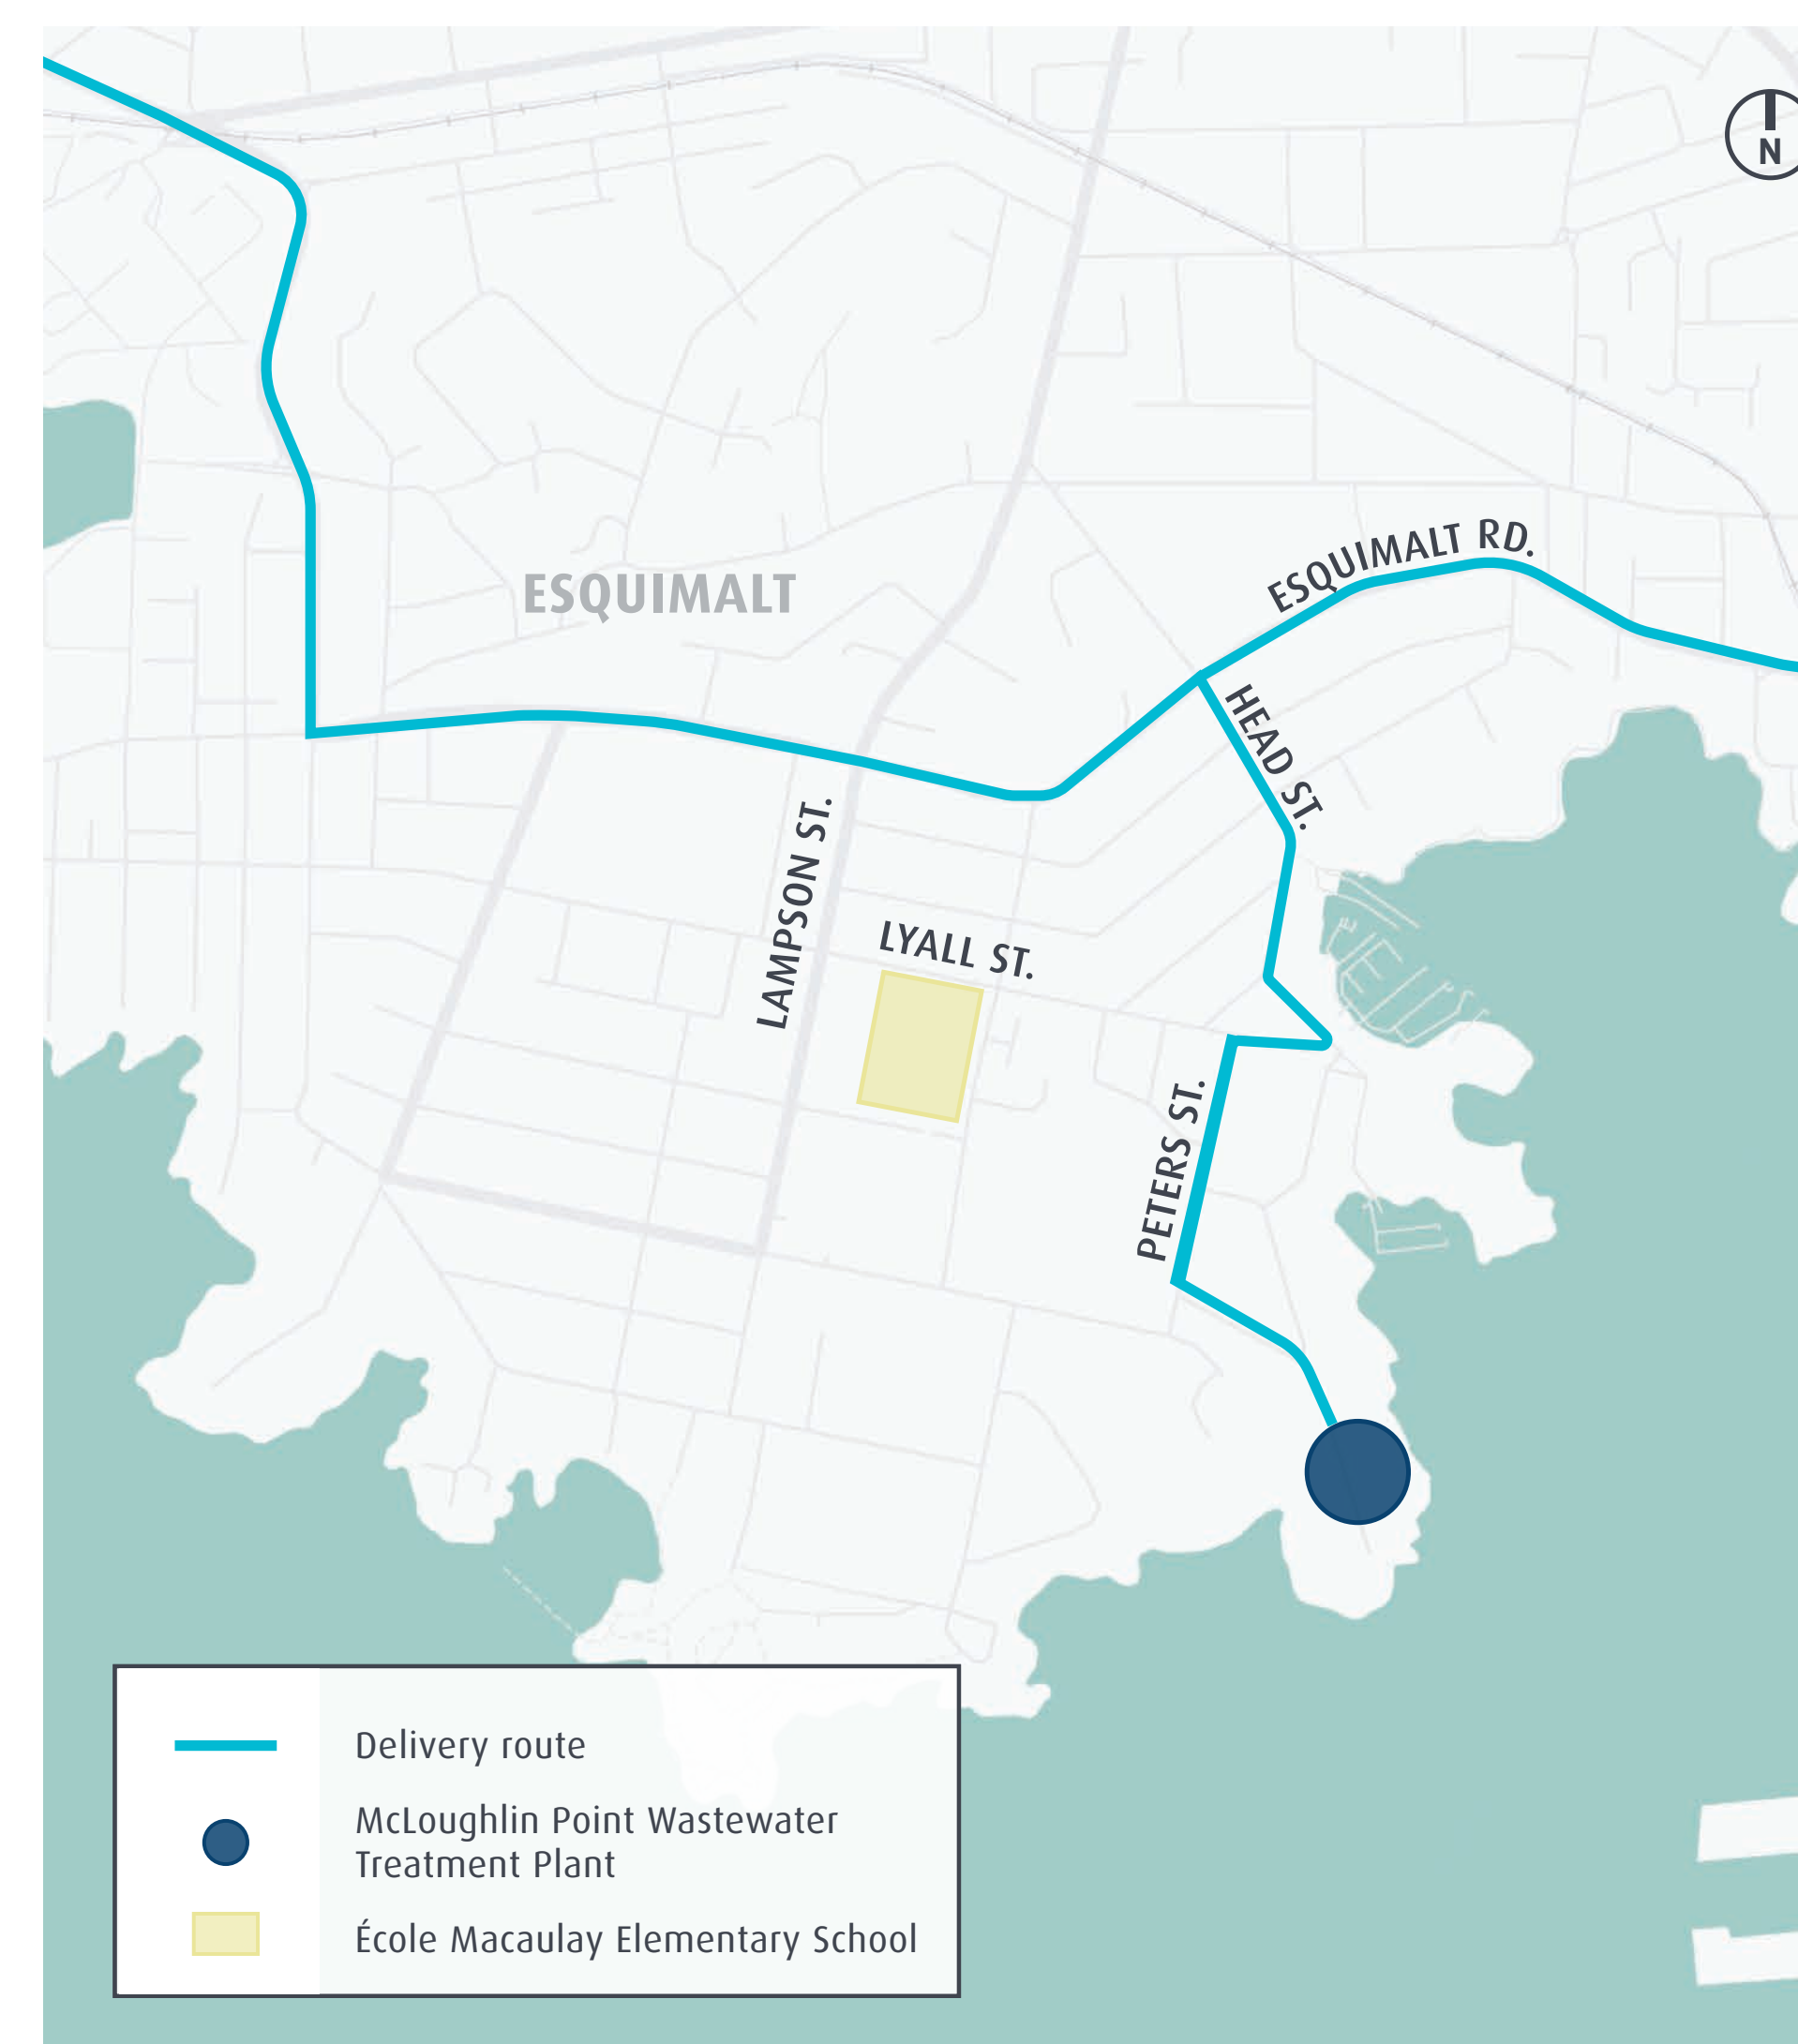 N
ESQUIMALT RD.
ESQUIMALT
HEAD ST.
LAMPSON ST.
LYALL ST.
PETERS ST.
Delivery route
McLoughlin Point Wastewater
Treatment Plant
École Macaulay Elementary School